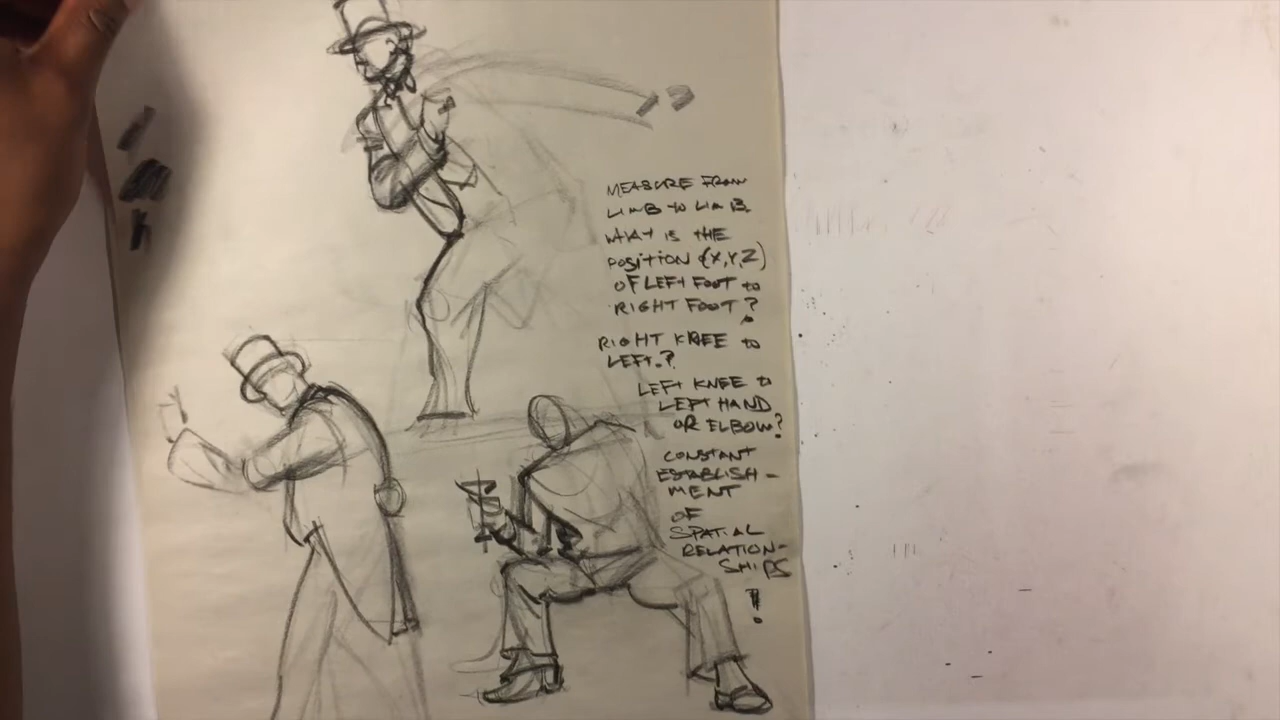 MEASURE FROM
LIMB TO LIMB.
WHAT IS THE
POSITION (X,Y,Z)
OF LEFT FOOT to
RIGHT FOOT?
RIGHT KNEE to
LEFT?
LEFT KNEE to
LEFT HAND
OR ELBOW?
CONSTANT
ESTABLISH-
MENT
OF
SPATIAL
RELATION-
SHIPS
!